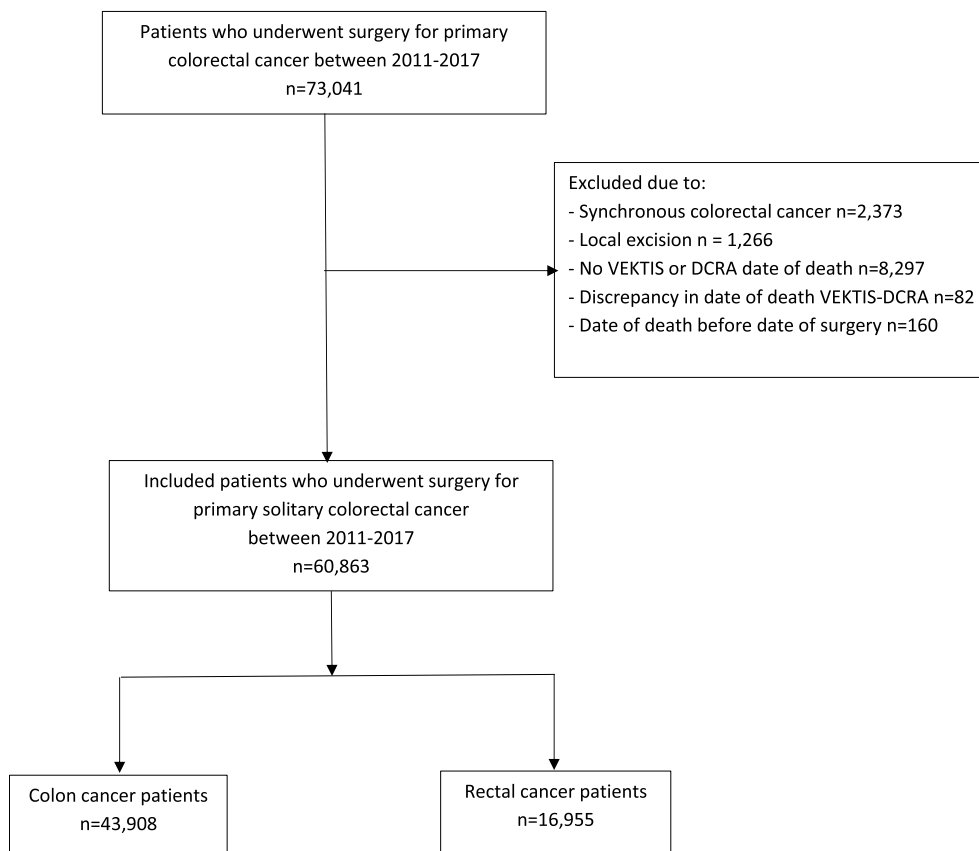 Patients who underwent surgery for primary
colorectal cancer between 2011-2017
n=73,041
Excluded due to:
- Synchronous colorectal cancer n=2,373
- Local excision n = 1,266
- No VEKTIS or DCRA date of death n=8,297
- Discrepancy in date of death VEKTIS-DCRA n=82
- Date of death before date of surgery n=160
Included patients who underwent surgery for
primary solitary colorectal cancer
between 2011-2017
n=60,863
Colon cancer patients
n=43,908
Rectal cancer patients
n=16,955